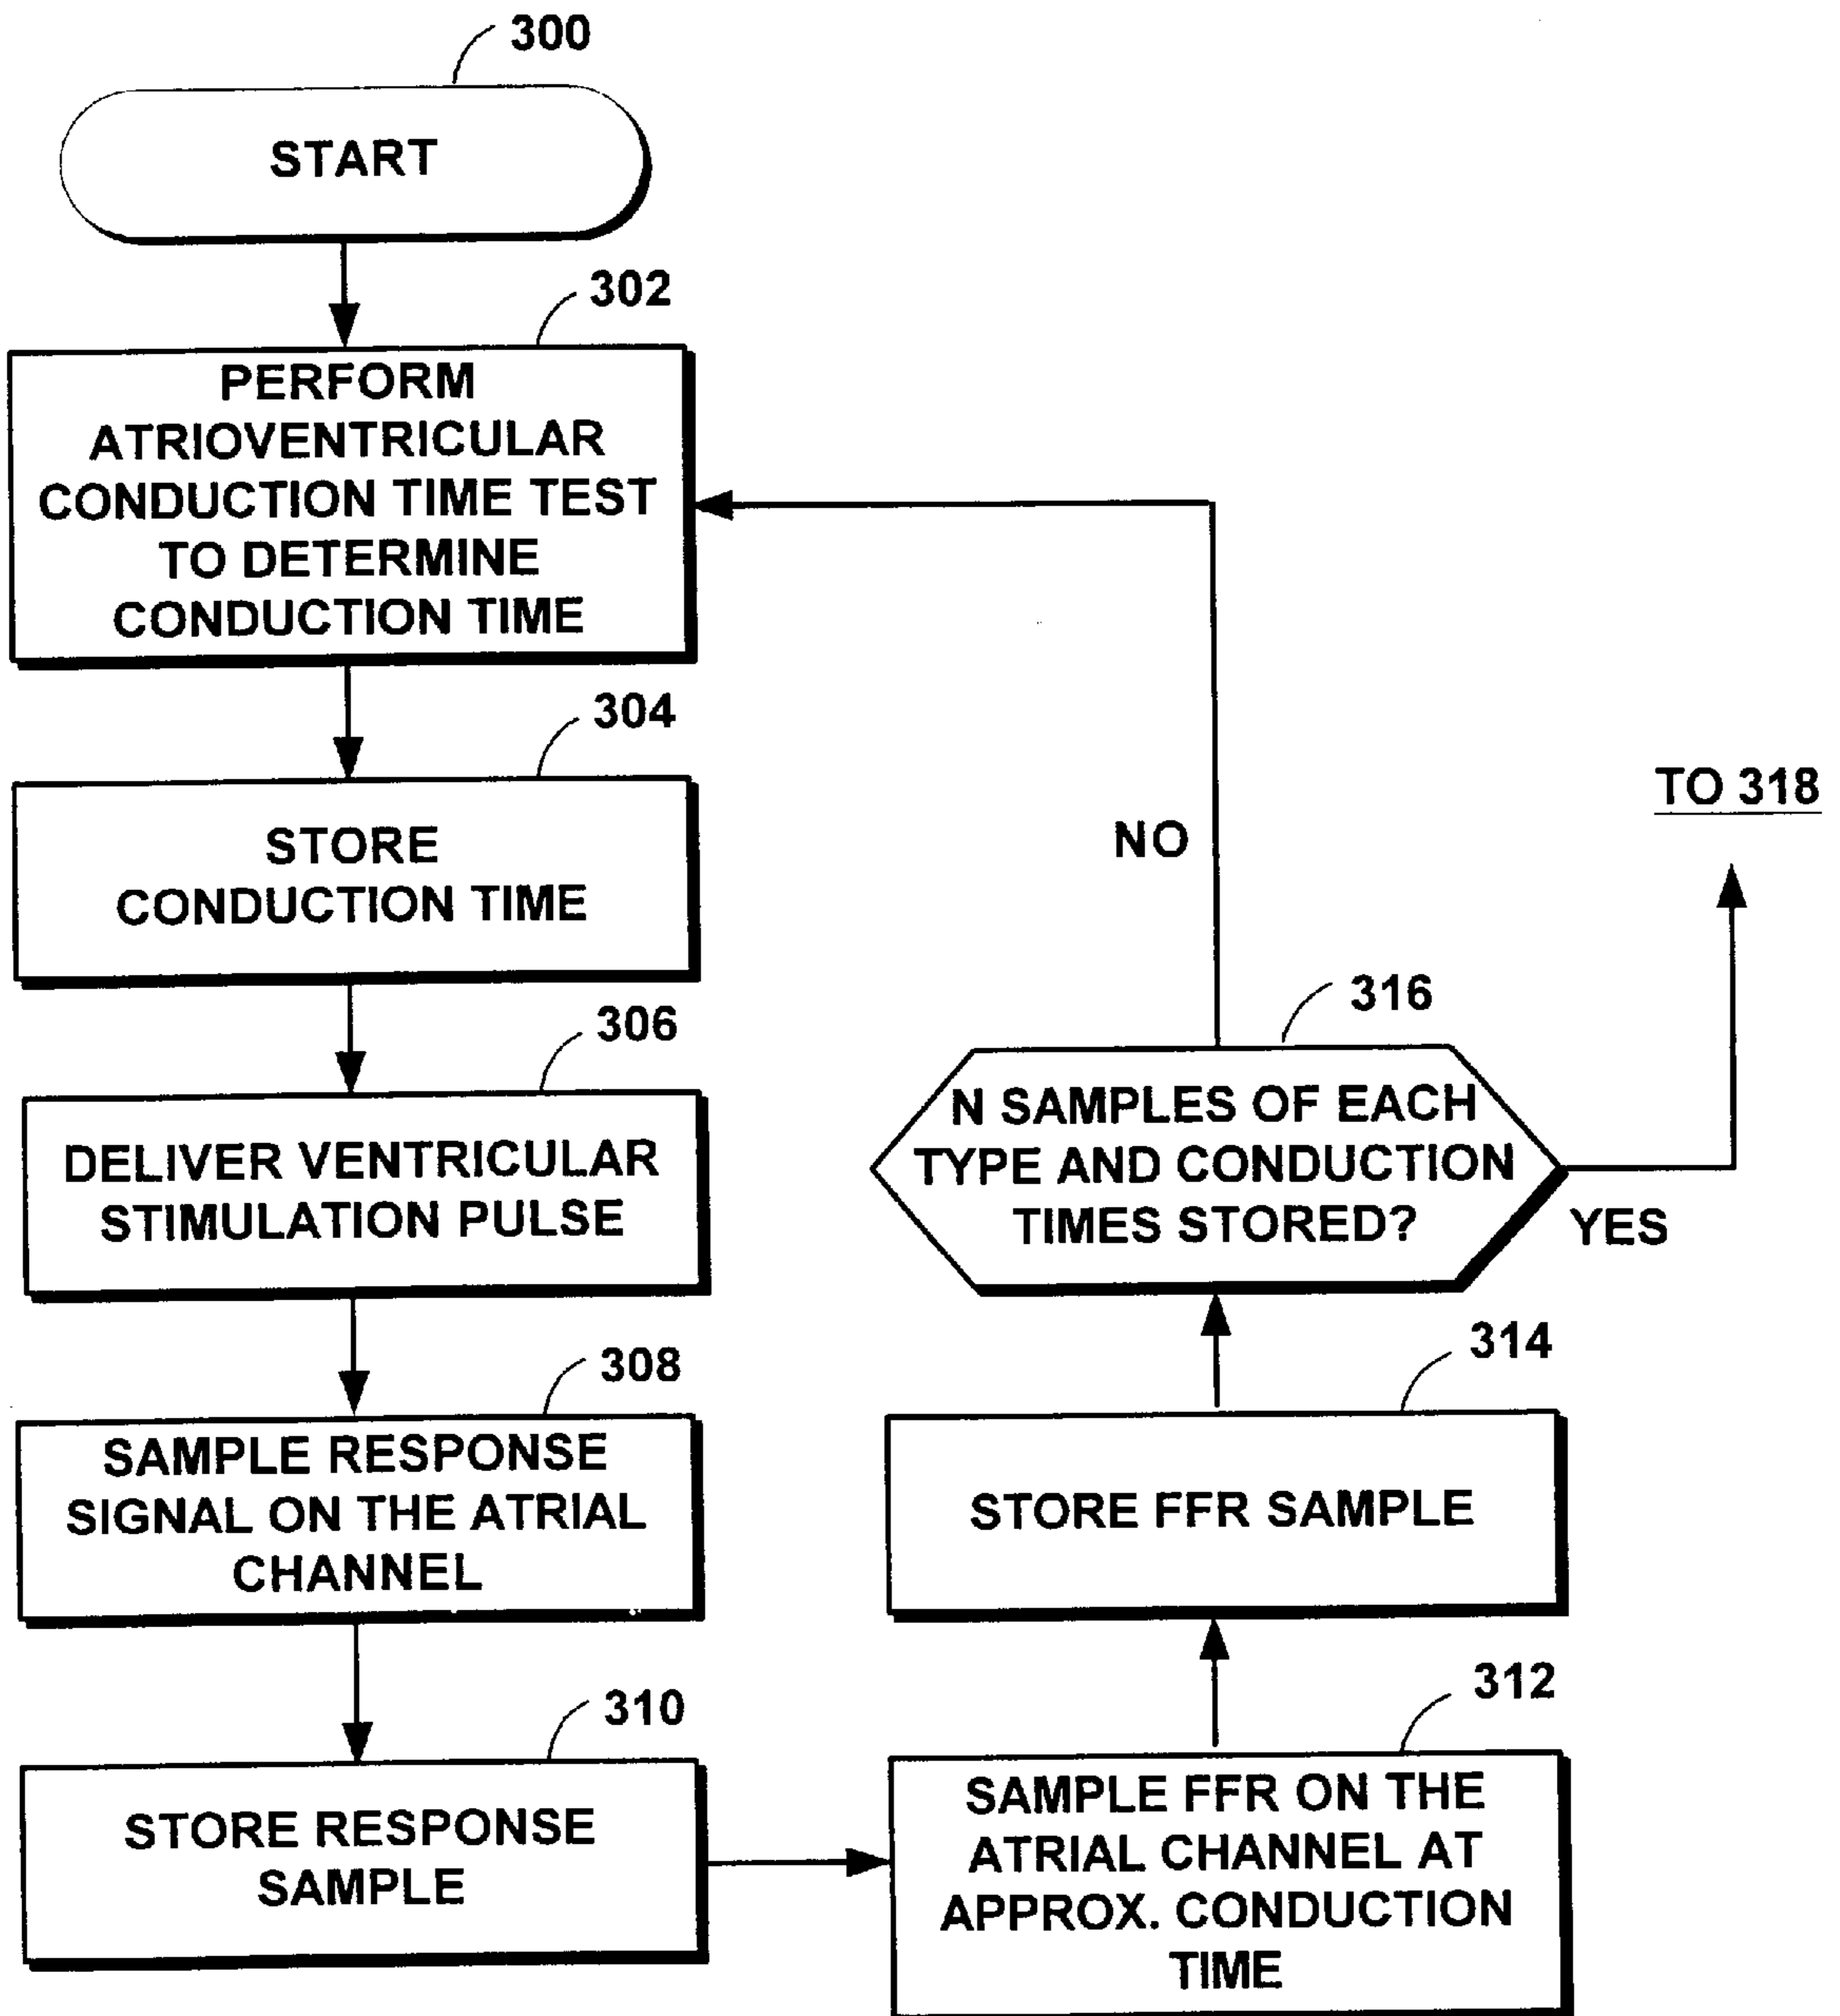 300
START
302
PERFORM
ATRIOVENTRICULAR
CONDUCTION TIME TEST
TO DETERMINE
CONDUCTION TIME
304
STORE
CONDUCTION TIME
306
DELIVER VENTRICULAR
STIMULATION PULSE
308
SAMPLE RESPONSE
SIGNAL ON THE ATRIAL
CHANNEL
310
STORE RESPONSE
SAMPLE
312
SAMPLE FFR ON THE
ATRIAL CHANNEL AT
APPROX. CONDUCTION
TIME
314
STORE FFR SAMPLE
316
N SAMPLES OF EACH
TYPE AND CONDUCTION
TIMES STORED?
NO
YES
TO 318